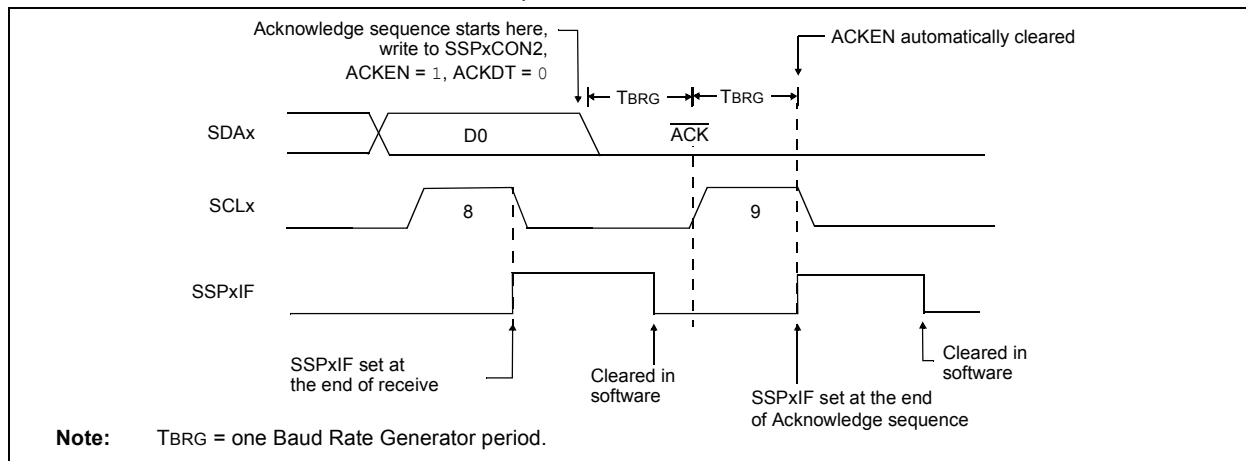 Acknowledge sequence starts here,
write to SSPxCON2,
ACKEN = 1, ACKDT = 0
ACKEN automatically cleared
TBRG
TBRG
SDAx
D0
ACK
SCLx
8
9
SSPxIF
SSPxIF set at
the end of receive
Cleared in
software
SSPxIF set at the end
of Acknowledge sequence
Cleared in
software
Note: TBRG = one Baud Rate Generator period.